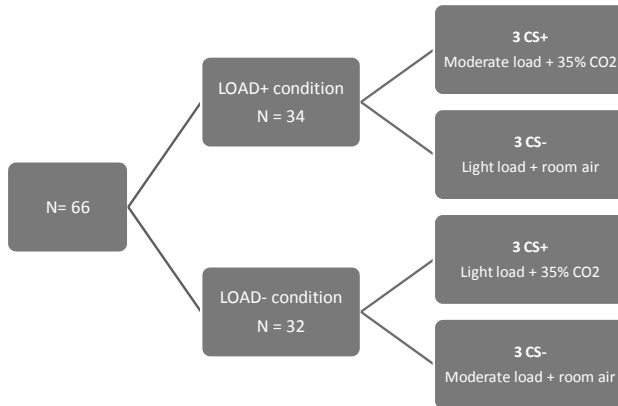 N= 66
LOAD+ condition
N = 34
3 CS+
Moderate load + 35% CO2
3 CS-
Light load + room air
LOAD- condition
N = 32
3 CS+
Light load + 35% CO2
3 CS-
Moderate load + room air